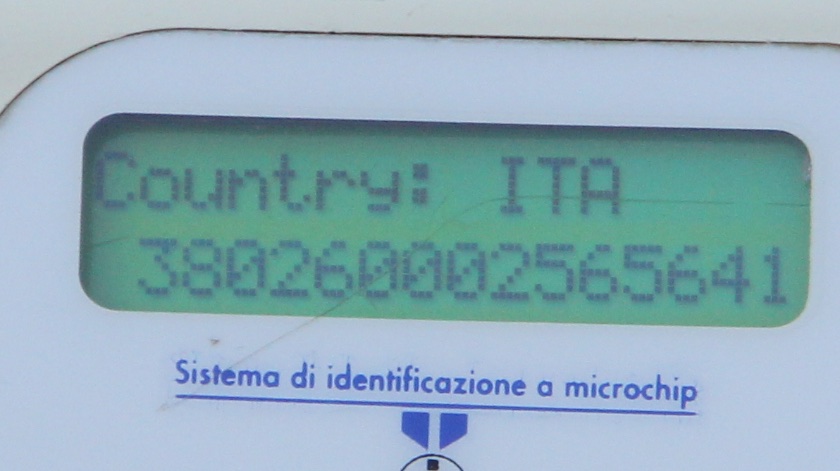 Country: ITA
380260002565641
Sistema di identificazione a microchip